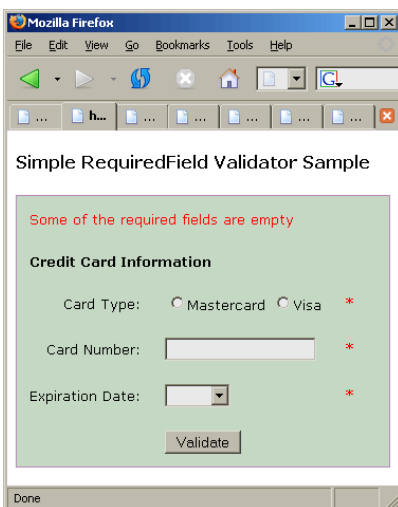 Mozilla Firefox
File Edit View Go Bookmarks Tools Help
G
... h... ... ... ... ... ...
Simple RequiredField Validator Sample
Some of the required fields are empty
Credit Card Information
Card Type: Mastercard Visa *
Card Number: *
Expiration Date: *
Validate
Done